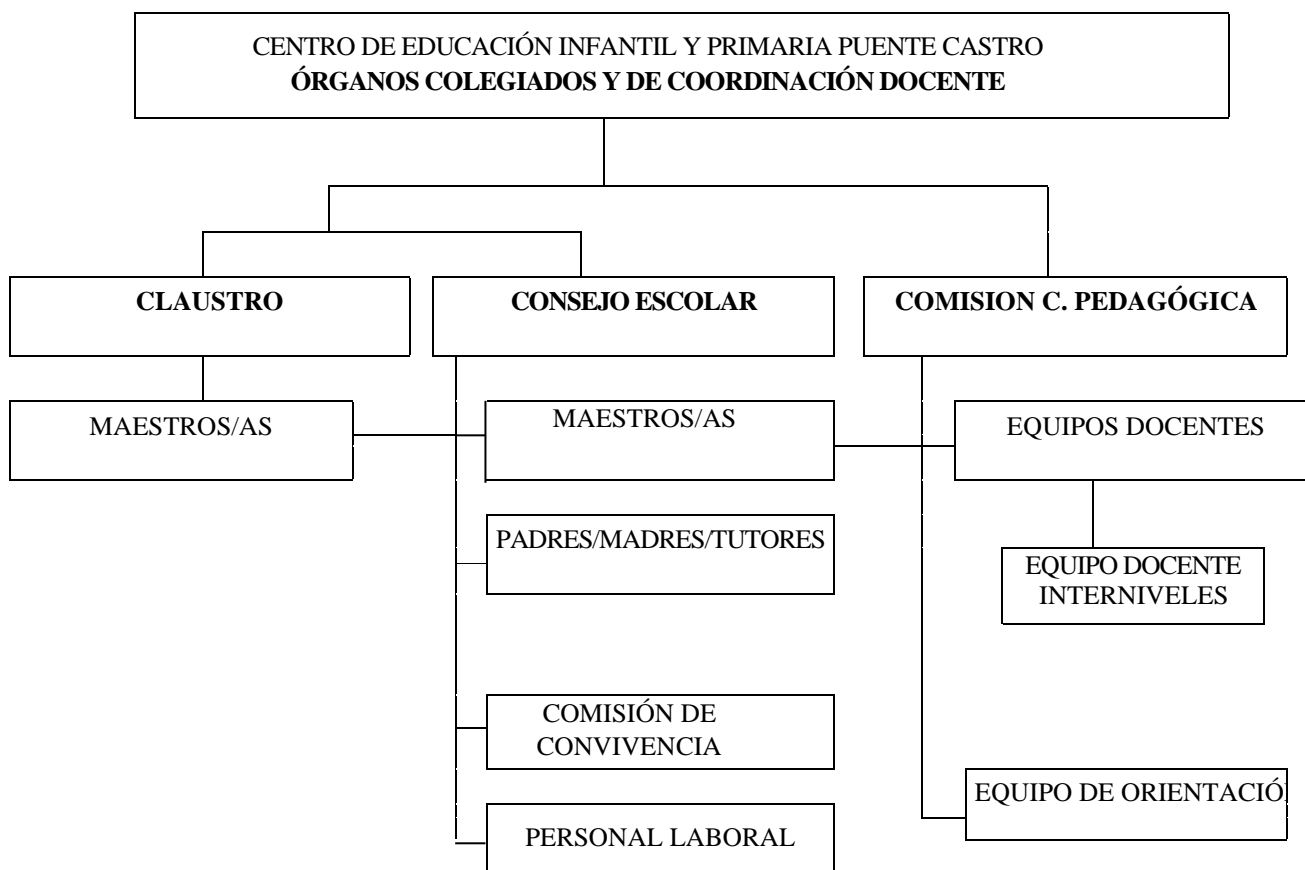 CENTRO DE EDUCACIÓN INFANTIL Y PRIMARIA PUENTE CASTRO
ÓRGANOS COLEGIADOS Y DE COORDINACIÓN DOCENTE
CLAUSTRO
CONSEJO ESCOLAR
COMISION C. PEDAGÓGICA
MAESTROS/AS
MAESTROS/AS
EQUIPOS DOCENTES
PADRES/MADRES/TUTORES
EQUIPO DOCENTE
INTERNIVELES
COMISIÓN DE
CONVIVENCIA
EQUIPO DE ORIENTACIÓ
PERSONAL LABORAL